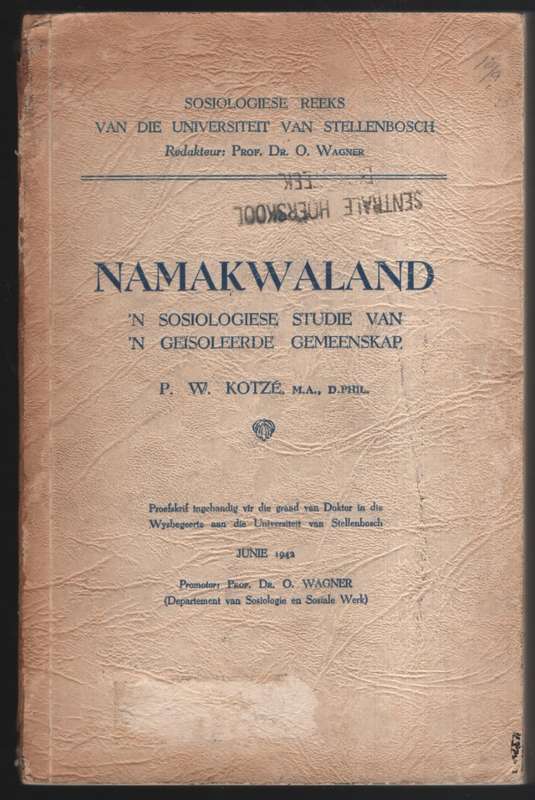 SOSIOLOGIESE REEKS
VAN DIE UNIVERSITEIT VAN STELLENBOSCH
Redakteur: PROF. DR. O. WAGNER
SENTRALE HOERSKOOL
NAMAKWALAND
'N SOSIOLOGIESE STUDIE VAN
'N GEÏSOLEERDE GEMEENSKAP.
P. W. KOTZÉ, M.A., D.PHIL.
Proefskrif ingehandig vir die graad van Doktor in die
Wysbegeerte aan die Universiteit van Stellenbosch
JUNIE 1942
Promotor: PROF. DR. O. WAGNER
(Departement van Sosiologie en Sosiale Werk)